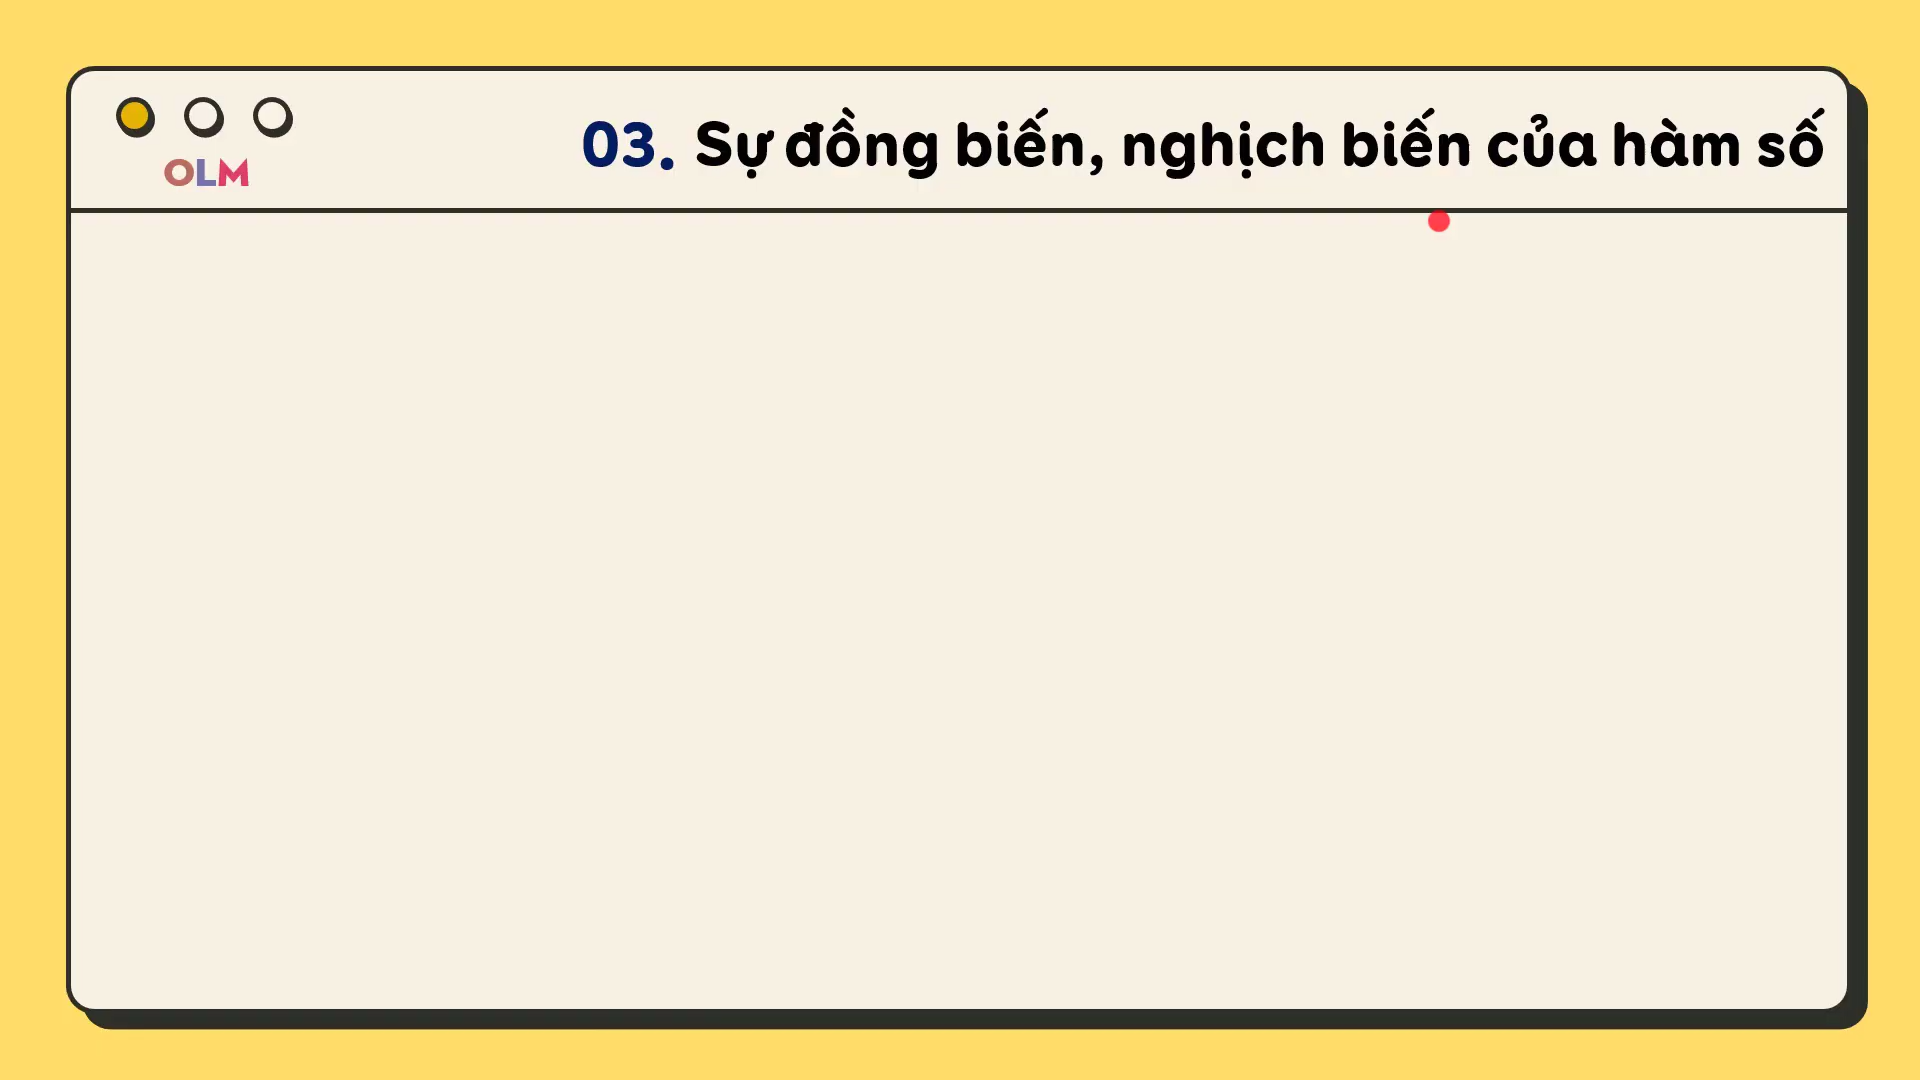 OLM
03. Sự đồng biến, nghịch biến của hàm số